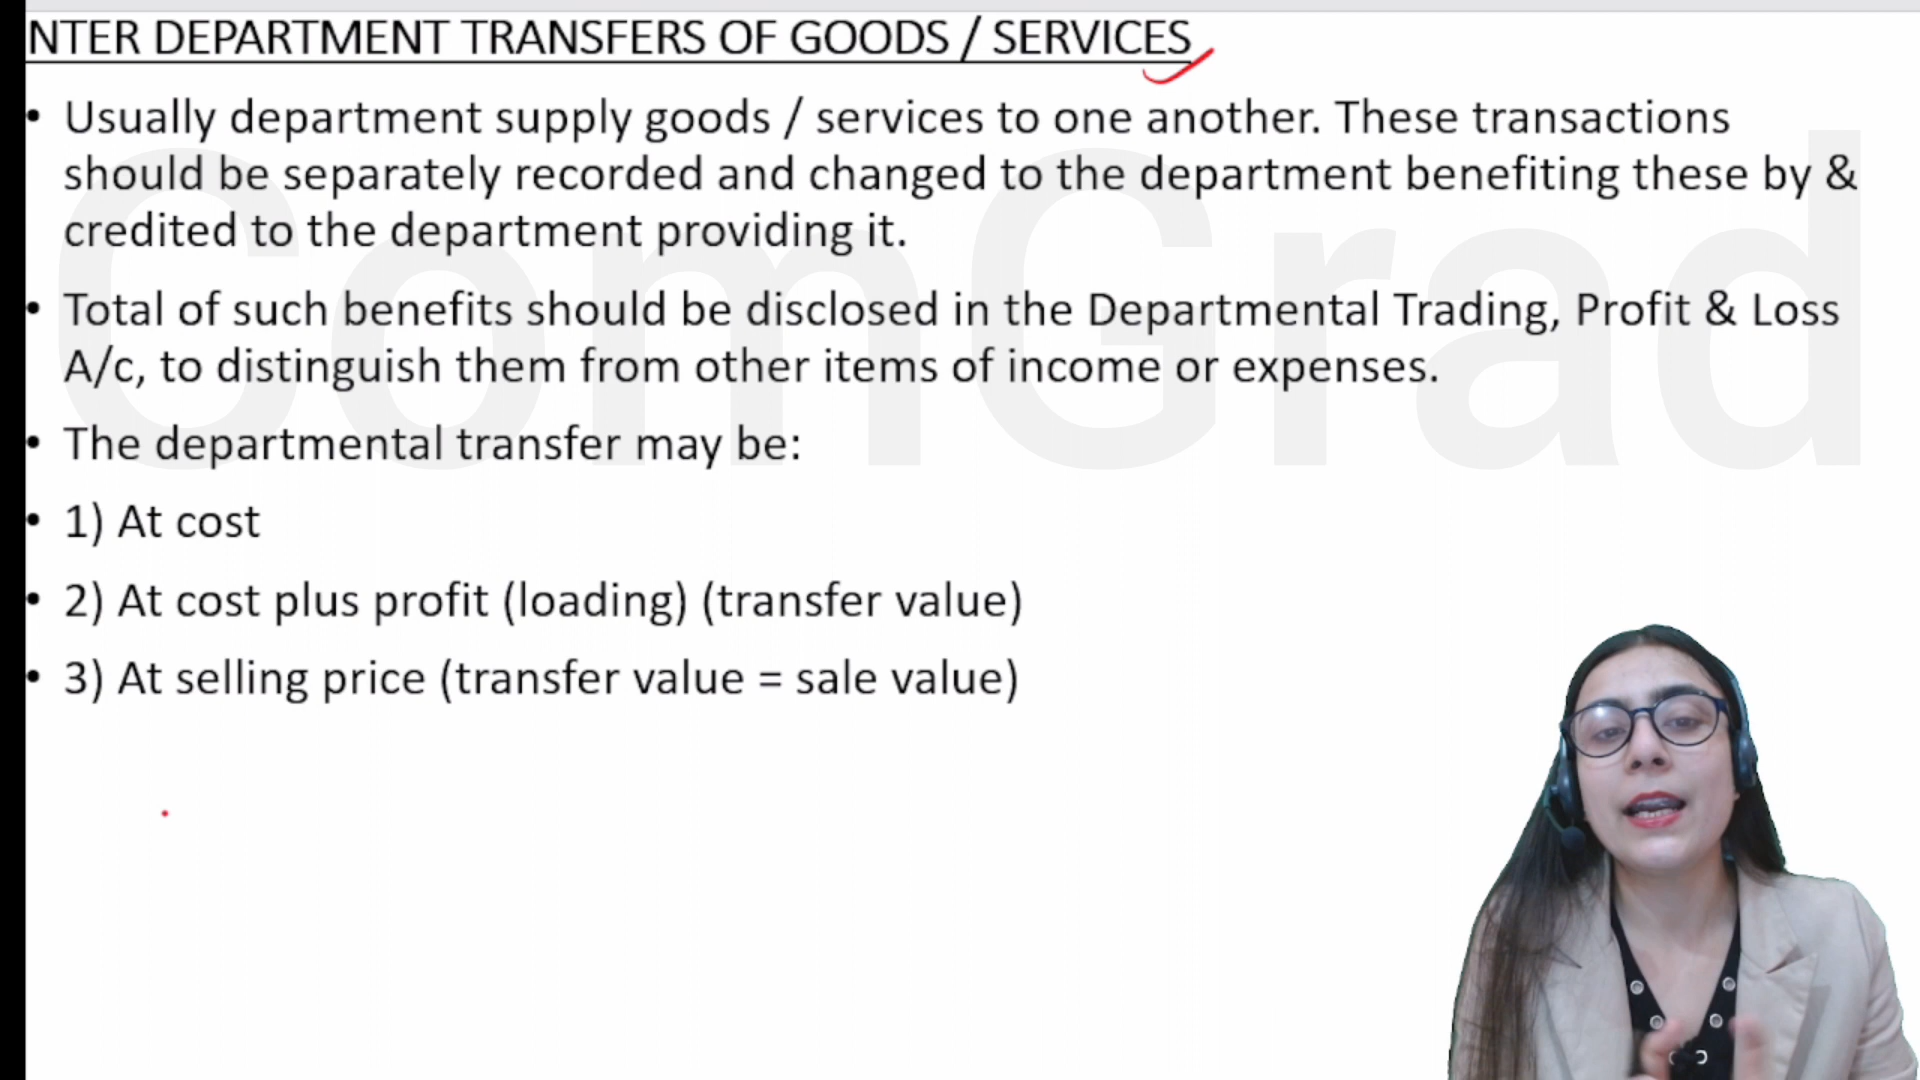 NTER DEPARTMENT TRANSFERS OF GOODS / SERVICES
• Usually department supply goods / services to one another. These transactions
should be separately recorded and changed to the department benefiting these by &
credited to the department providing it.
• Total of such benefits should be disclosed in the Departmental Trading, Profit & Loss
A/c, to distinguish them from other items of income or expenses.
• The departmental transfer may be:
• 1) At cost
• 2) At cost plus profit (loading) (transfer value)
• 3) At selling price (transfer value = sale value)
ComGrad